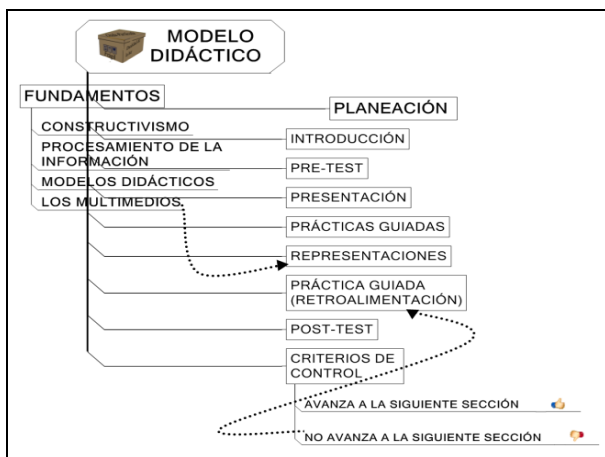 MODELO
DIDÁCTICO
FUNDAMENTOS
CONSTRUCTIVISMO
PROCESAMIENTO DE LA
INFORMACIÓN
MODELOS DIDÁCTICOS
LOS MULTIMEDIOS
PLANEACIÓN
INTRODUCCIÓN
PRE-TEST
PRESENTACIÓN
PRÁCTICAS GUIADAS
REPRESENTACIONES
PRÁCTICA GUIADA
(RETROALIMENTACIÓN)
POST-TEST
CRITERIOS DE
CONTROL
AVANZA A LA SIGUIENTE SECCIÓN
NO AVANZA A LA SIGUIENTE SECCIÓN